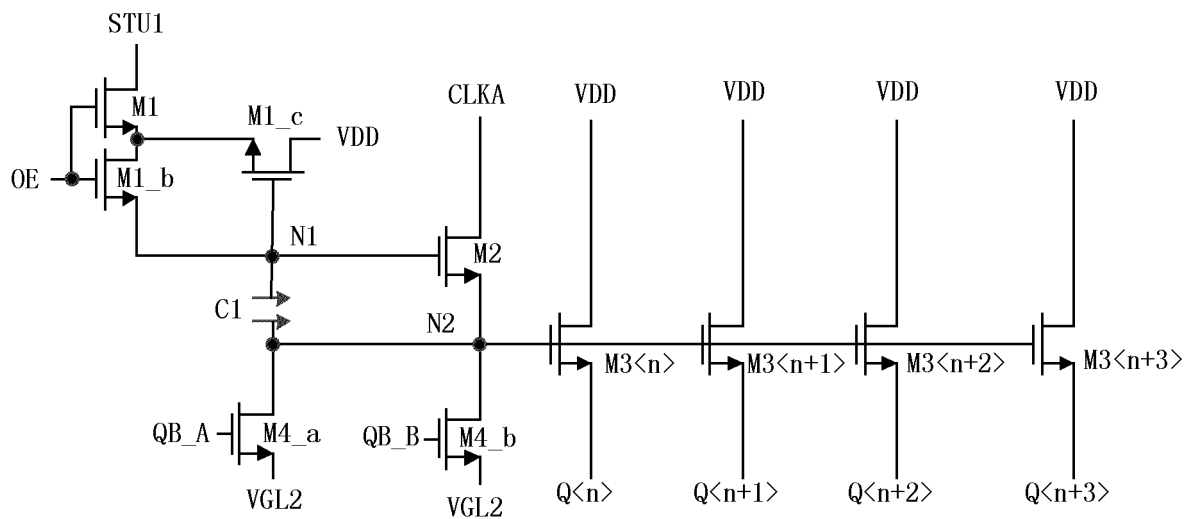 STU1
M1
M1_c
VDD
CLKA
VDD
VDD
VDD
VDD
OE
M1_b
N1
M2
C1
N2
M3<n>
M3<n+1>
M3<n+2>
M3<n+3>
QB_A
M4_a
QB_B
M4_b
VGL2
VGL2
Q<n>
Q<n+1>
Q<n+2>
Q<n+3>